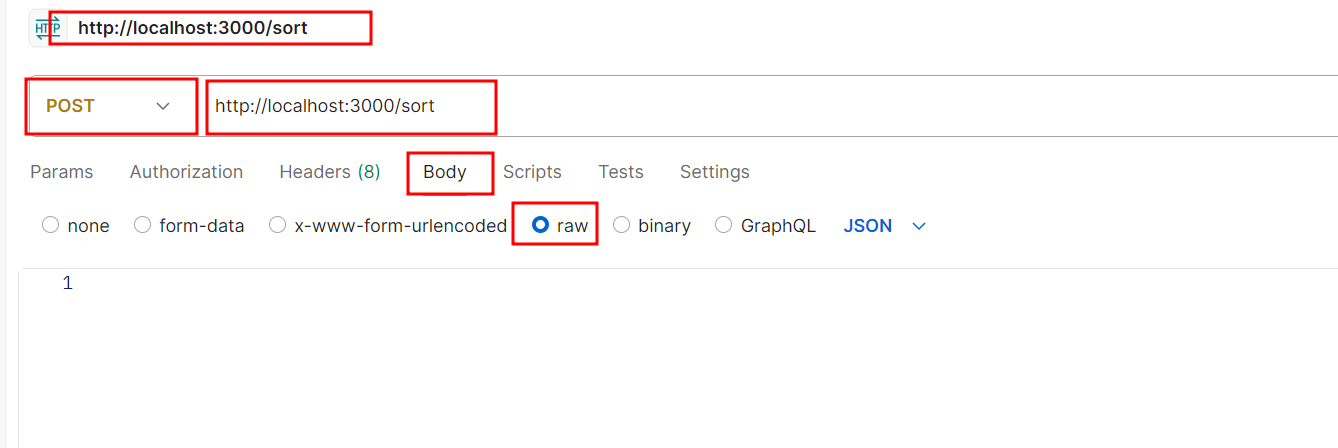 HTTP http://localhost:3000/sort
POST http://localhost:3000/sort
Params Authorization Headers (8) Body Scripts Tests Settings
none form-data x-www-form-urlencoded raw binary GraphQL JSON
1